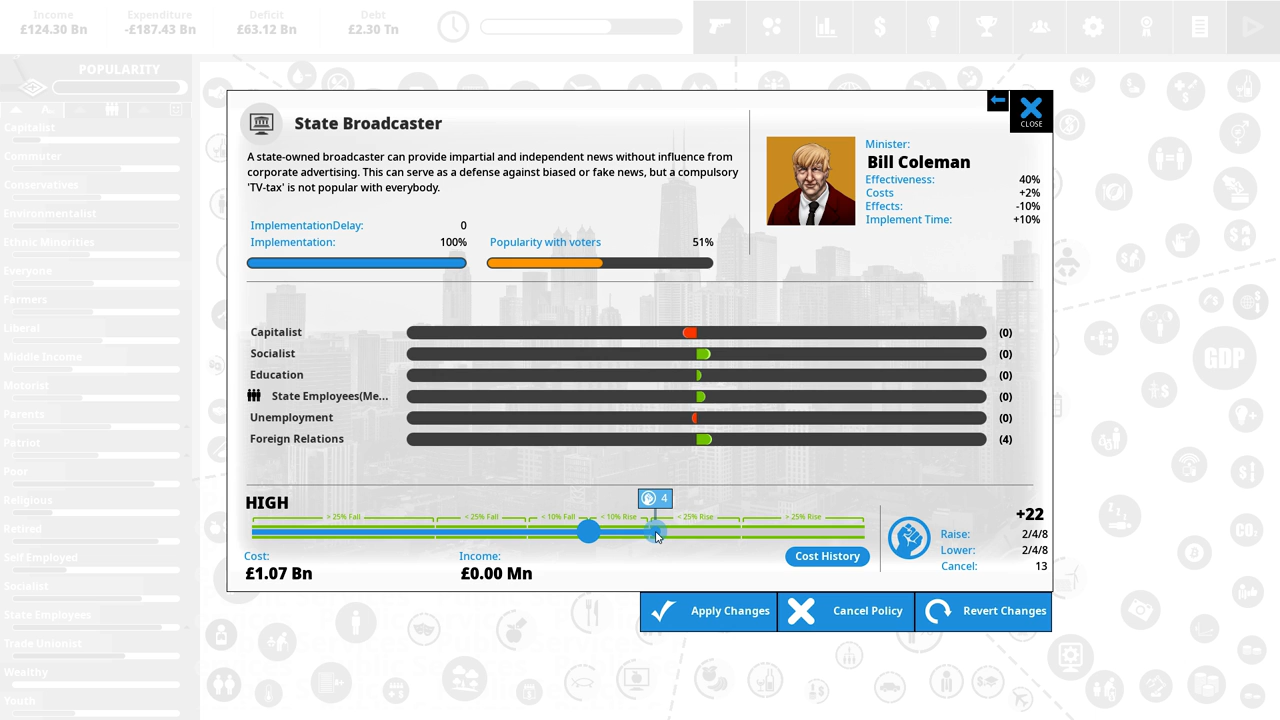 Income
£124.30 Bn
Expenditure
-£187.43 Bn
Deficit
£63.12 Bn
Debt
£2.30 Tn
POPULARITY
Capitalist
Commuter
Conservatives
Environmentalist
Ethnic Minorities
Everyone
Farmers
Liberal
Middle Income
Motorist
Parents
Patriot
Poor
Religious
Retired
Self Employed
Socialist
State Employees
Trade Unionist
Wealthy
Youth
State Broadcaster
A state-owned broadcaster can provide impartial and independent news without influence from
corporate advertising. This can serve as a defense against biased or fake news, but a compulsory
'TV-tax' is not popular with everybody.
ImplementationDelay: 0
Implementation: 100%
Popularity with voters 51%
CLOSE
Minister:
Bill Coleman
Effectiveness: 40%
Costs +2%
Effects: -10%
Implement Time: +10%
Capitalist (0)
Socialist (0)
Education (0)
State Employees(Me... (0)
Unemployment (0)
Foreign Relations (4)
HIGH
4
> 25% Fall < 25% Fall < 10% Fall < 10% Rise < 25% Rise > 25% Rise
Cost:
£1.07 Bn
Income:
£0.00 Mn
Cost History
+22
Raise: 2/4/8
Lower: 2/4/8
Cancel: 13
Apply Changes
Cancel Policy
Revert Changes
GDP
CO₂